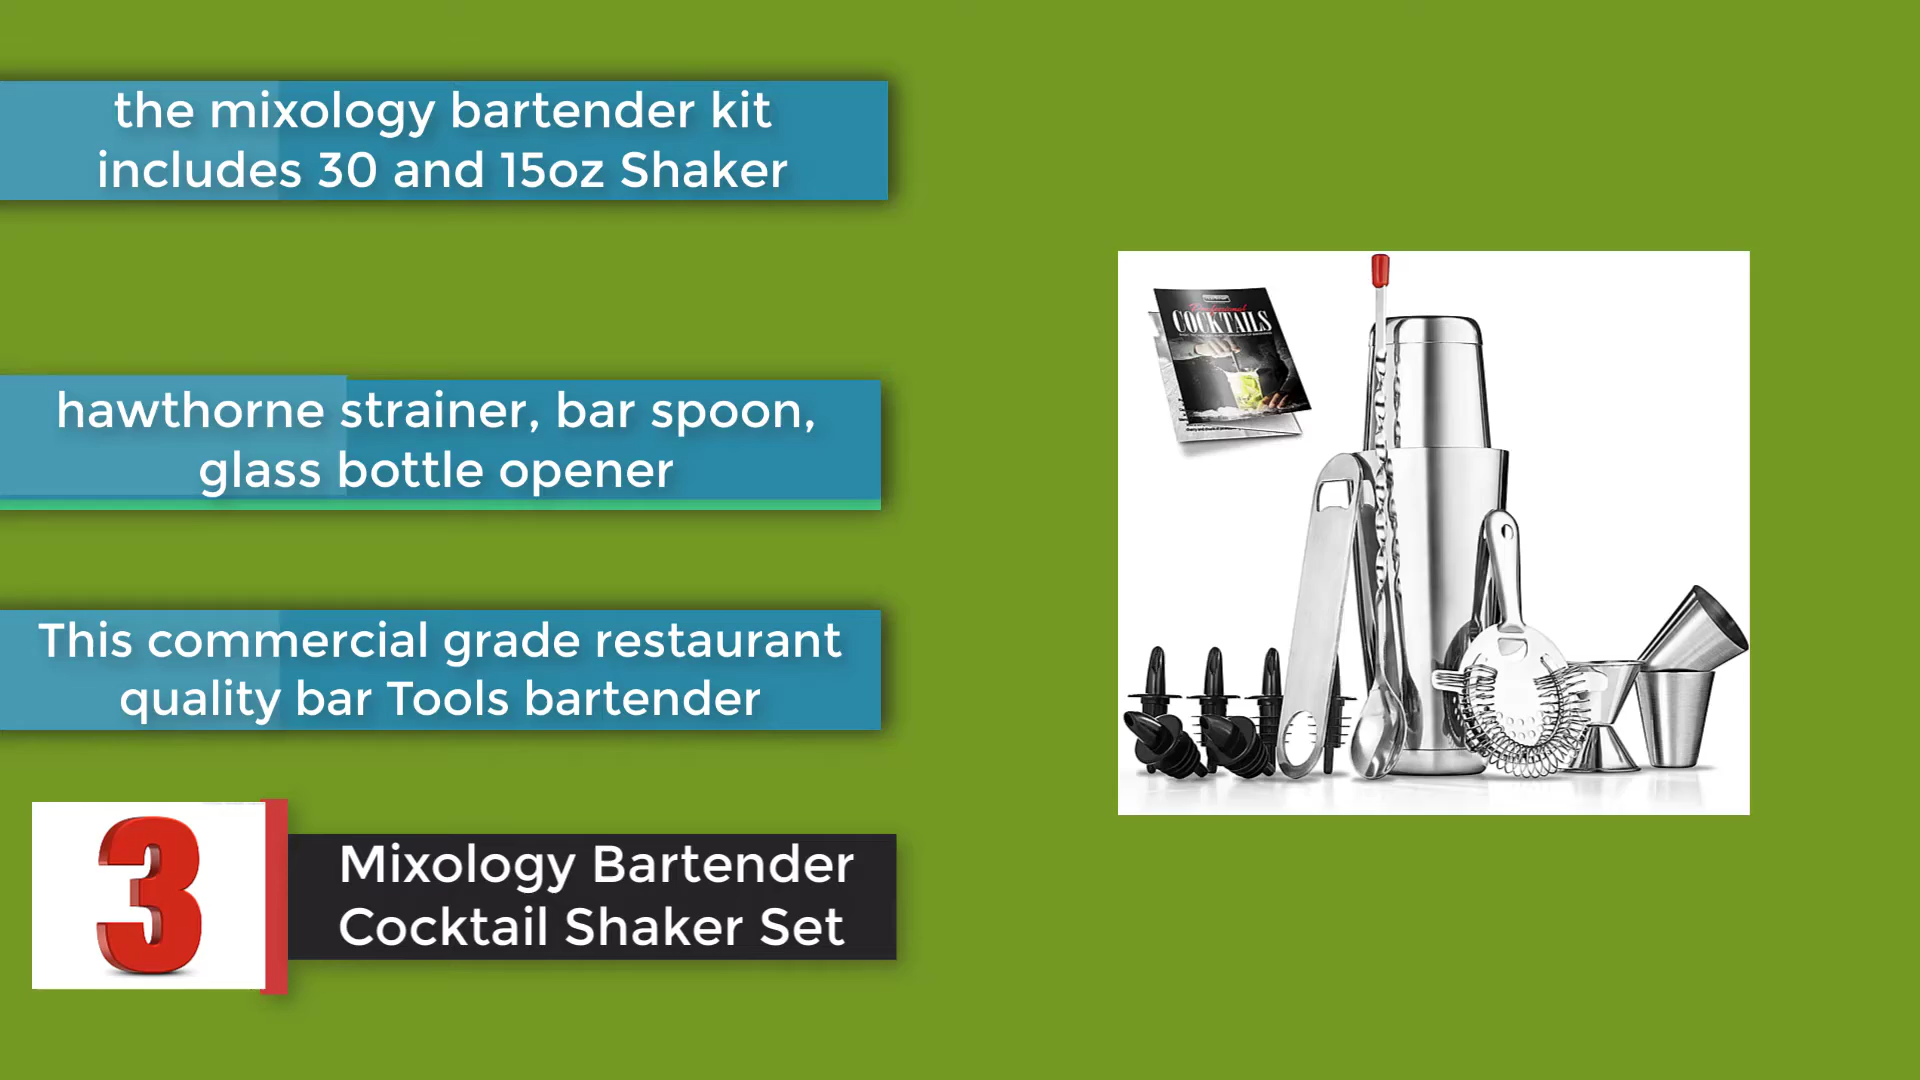 the mixology bartender kit
includes 30 and 15oz Shaker
hawthorne strainer, bar spoon,
glass bottle opener
This commercial grade restaurant
quality bar Tools bartender
3
Mixology Bartender
Cocktail Shaker Set
COCKTAILS